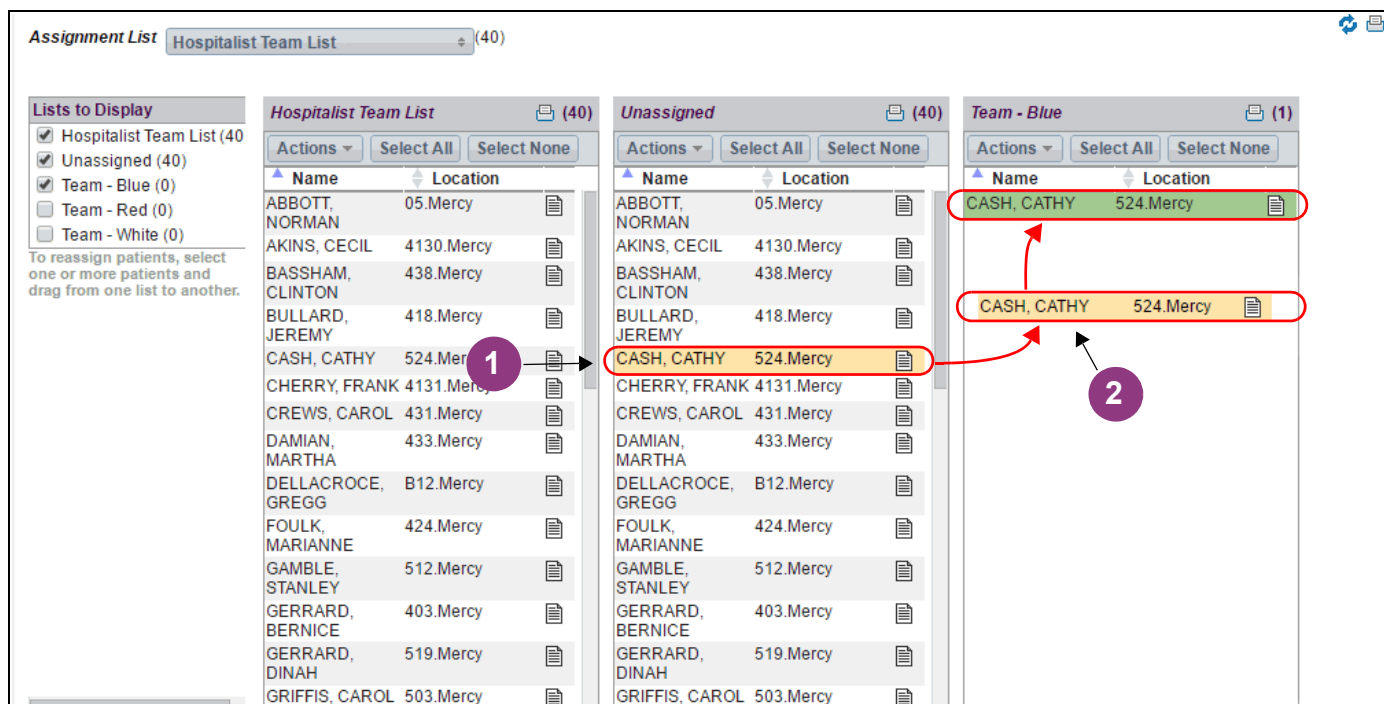 Assignment List Hospitalist Team List (40)
Lists to Display
Hospitalist Team List (40
Unassigned (40)
Team - Blue (0)
Team - Red (0)
Team - White (0)
To reassign patients, select
one or more patients and
drag from one list to another.
Hospitalist Team List (40)
Actions Select All Select None
Name Location
ABBOTT, 05.Mercy
NORMAN
AKINS, CECIL 4130.Mercy
BASSHAM, 438.Mercy
CLINTON
BULLARD, 418.Mercy
JEREMY
CASH, CATHY 524.Mer
CHERRY, FRANK 4131.Mercy
CREWS, CAROL 431.Mercy
DAMIAN, 433.Mercy
MARTHA
DELLACROCE, B12.Mercy
GREGG
FOULK, 424.Mercy
MARIANNE
GAMBLE, 512.Mercy
STANLEY
GERRARD, 403.Mercy
BERNICE
GERRARD, 519.Mercy
DINAH
GRIFFIS, CAROL 503.Mercy
1
Unassigned (40)
Actions Select All Select None
Name Location
ABBOTT, 05.Mercy
NORMAN
AKINS, CECIL 4130.Mercy
BASSHAM, 438.Mercy
CLINTON
BULLARD, 418.Mercy
JEREMY
CASH, CATHY 524.Mercy
CHERRY, FRANK 4131.Mercy
CREWS, CAROL 431.Mercy
DAMIAN, 433.Mercy
MARTHA
DELLACROCE, B12.Mercy
GREGG
FOULK, 424.Mercy
MARIANNE
GAMBLE, 512.Mercy
STANLEY
GERRARD, 403.Mercy
BERNICE
GERRARD, 519.Mercy
DINAH
GRIFFIS, CAROL 503.Mercy
Team - Blue (1)
Actions Select All Select None
Name Location
CASH, CATHY 524.Mercy
CASH, CATHY 524.Mercy
2